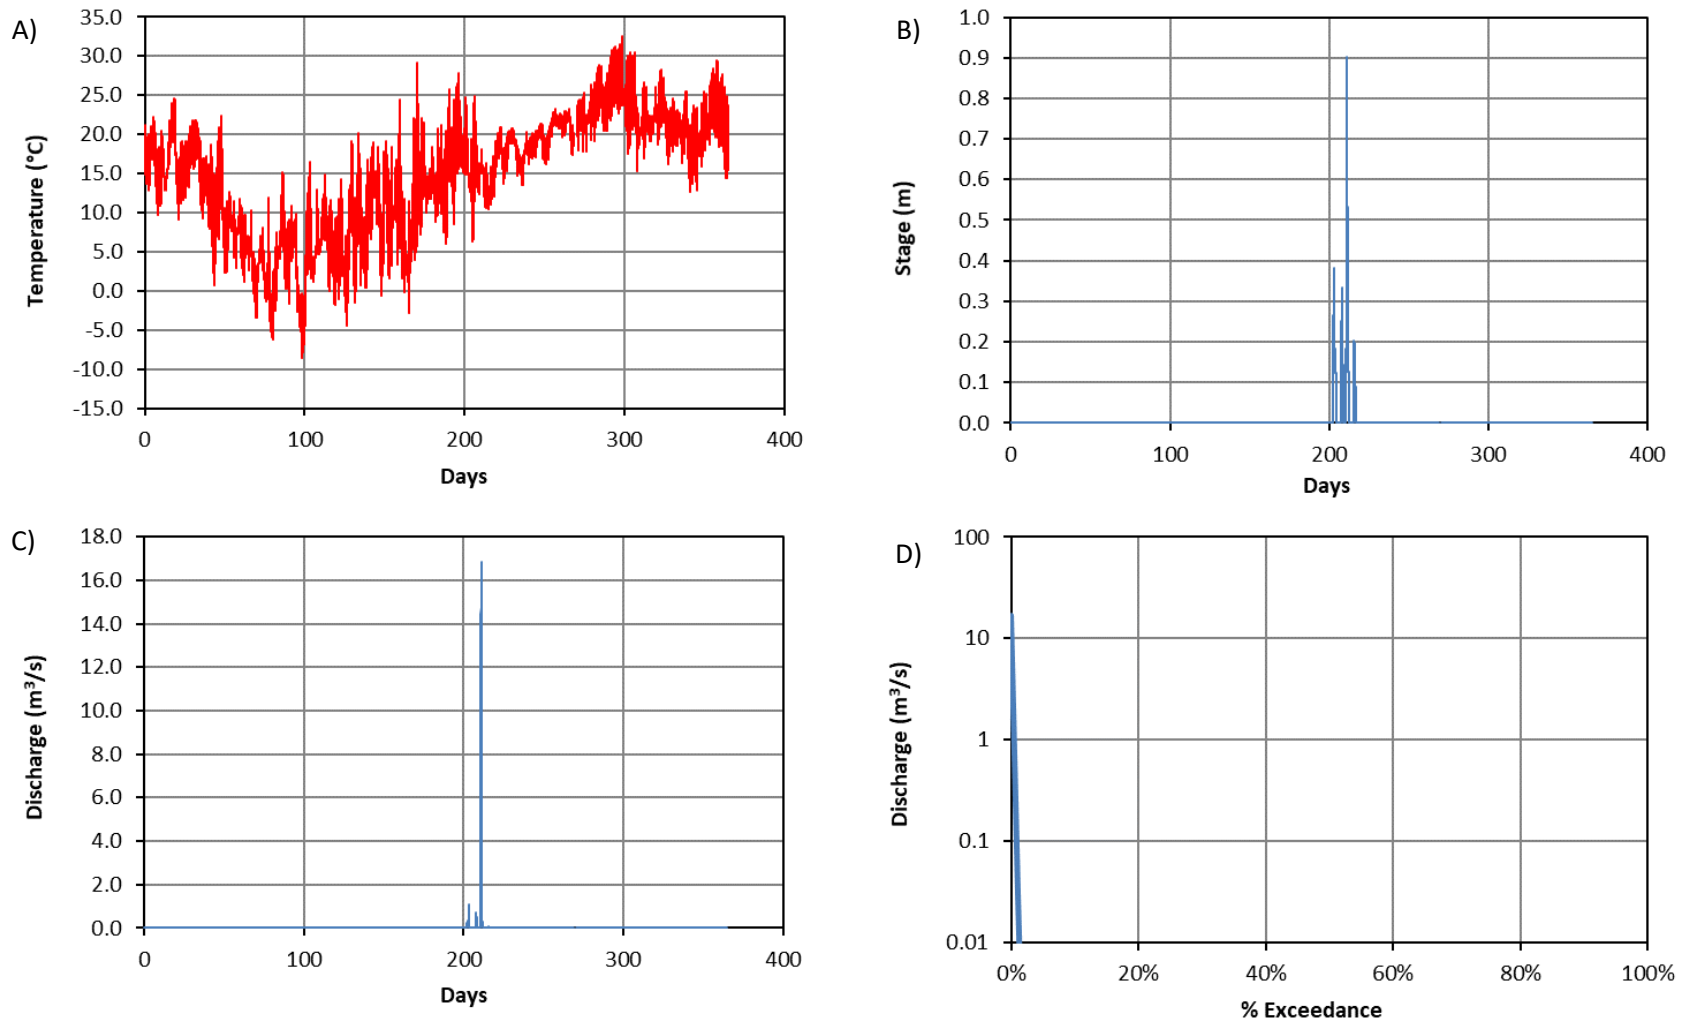 A)
35.0
30.0
25.0
20.0
15.0
10.0
5.0
0.0
-5.0
-10.0
-15.0
Temperature (°C)
0 100 200 300 400
Days
B)
1.0
0.9
0.8
0.7
0.6
0.5
0.4
0.3
0.2
0.1
0.0
Stage (m)
0 100 200 300 400
Days
C)
18.0
16.0
14.0
12.0
10.0
8.0
6.0
4.0
2.0
0.0
Discharge (m³/s)
0 100 200 300 400
Days
D)
100
10
1
0.1
0.01
Discharge (m³/s)
0% 20% 40% 60% 80% 100%
% Exceedance